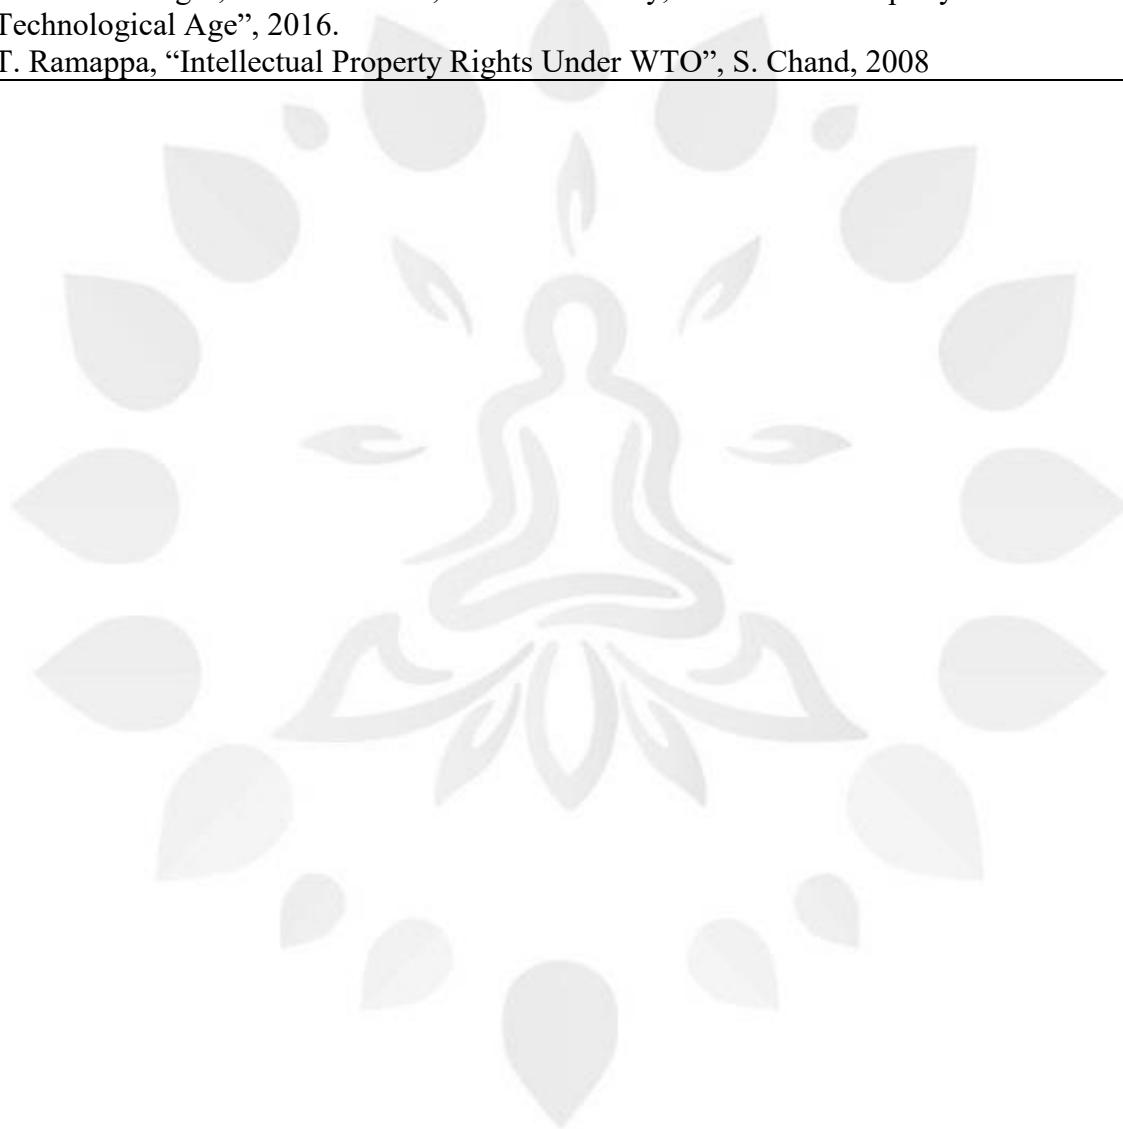 Technological Age”, 2016.
T. Ramappa, “Intellectual Property Rights Under WTO”, S. Chand, 2008